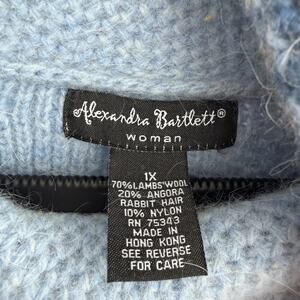 Alexandra Bartlett®
woman
1X
70% LAMBS' WOOL
20% ANGORA
RABBIT HAIR
10% NYLON
RN 75343
MADE IN
HONG KONG
SEE REVERSE
FOR CARE